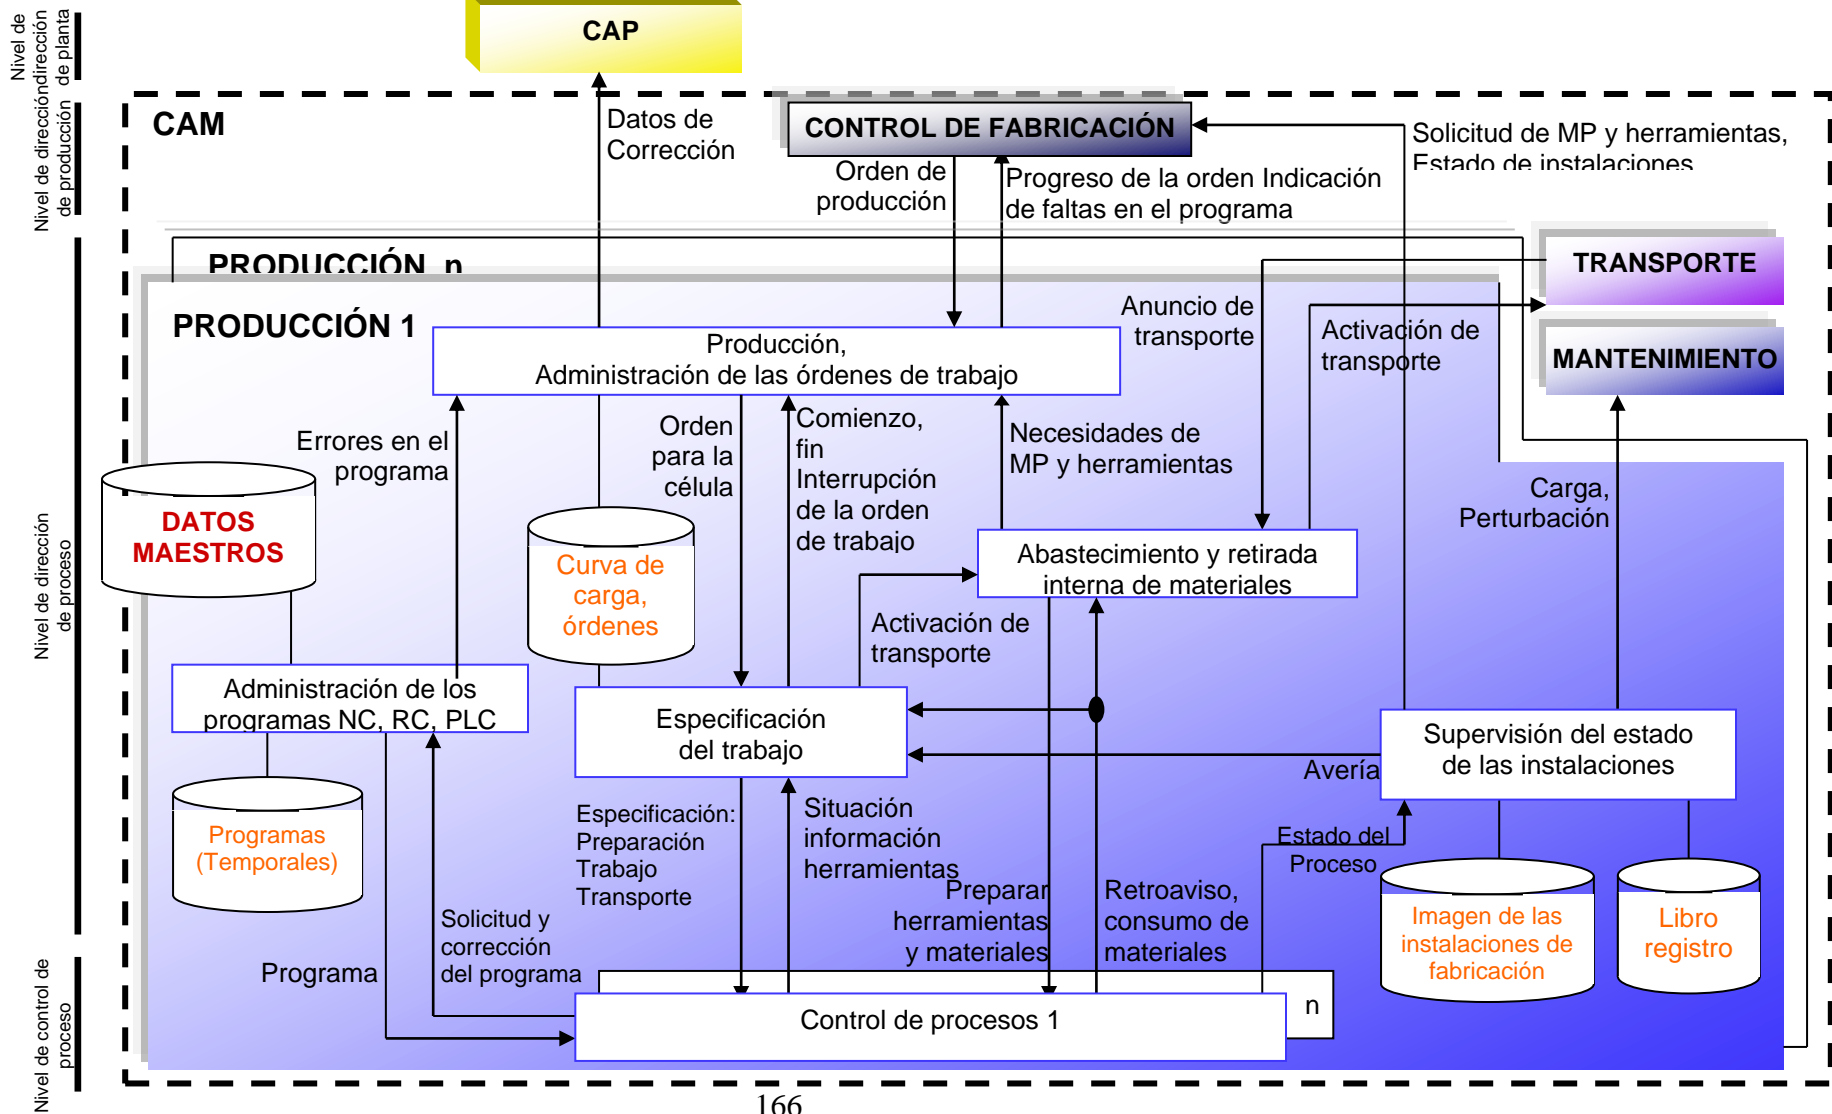 Nivel de
dirección
de planta
CAP
Nivel de dirección
de producción
CAM
Datos de
Corrección
CONTROL DE FABRICACIÓN
Orden de
producción
Progreso de la orden Indicación
de faltas en el programa
Solicitud de MP y herramientas,
Estado de instalaciones
PRODUCCIÓN n
TRANSPORTE
PRODUCCIÓN 1
Anuncio de
transporte
Activación de
transporte
MANTENIMIENTO
Producción,
Administración de las órdenes de trabajo
Errores en el
programa
Orden
para la
célula
Comienzo,
fin
Interrupción
de la orden
de trabajo
Necesidades de
MP y herramientas
Carga,
Perturbación
DATOS
MAESTROS
Curva de
carga,
órdenes
Abastecimiento y retirada
interna de materiales
Nivel de dirección
de proceso
Activación de
transporte
Administración de los
programas NC, RC, PLC
Especificación
del trabajo
Supervisión del estado
de las instalaciones
Avería
Programas
(Temporales)
Especificación:
Preparación
Trabajo
Transporte
Situación
información
herramientas
Estado del
Proceso
Preparar
herramientas
y materiales
Retroaviso,
consumo de
materiales
Imagen de las
instalaciones de
fabricación
Libro
registro
Solicitud y
corrección
del programa
Programa
Nivel de control de
proceso
n
Control de procesos 1
166